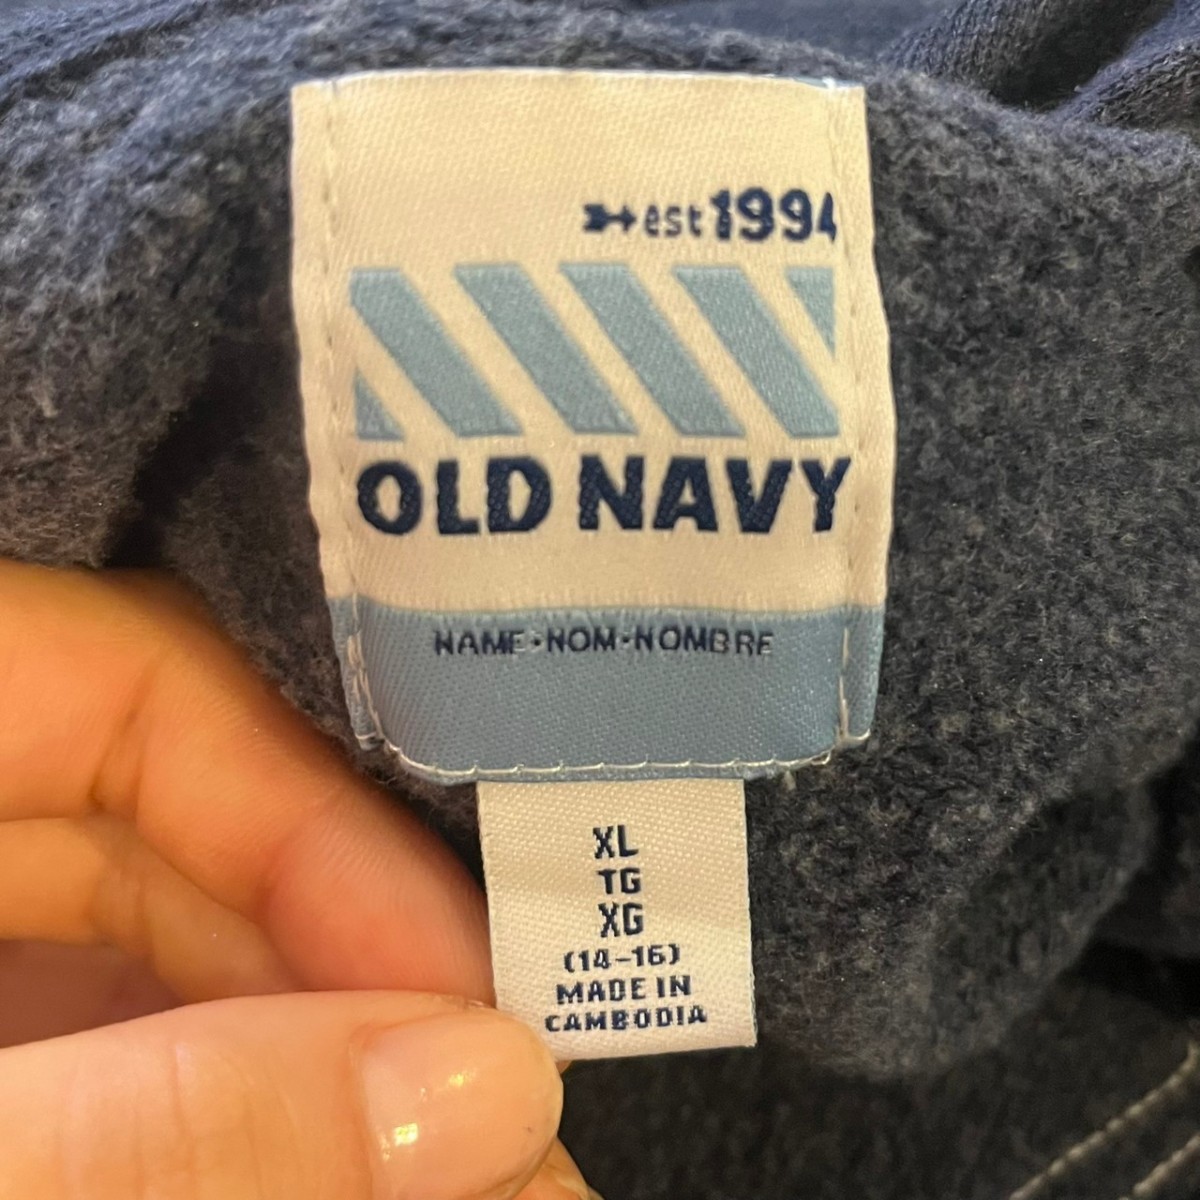 est 1994
OLD NAVY
NAME•NOM•NOMBRE
XL
TG
XG
(14-16)
MADE IN
CAMBODIA